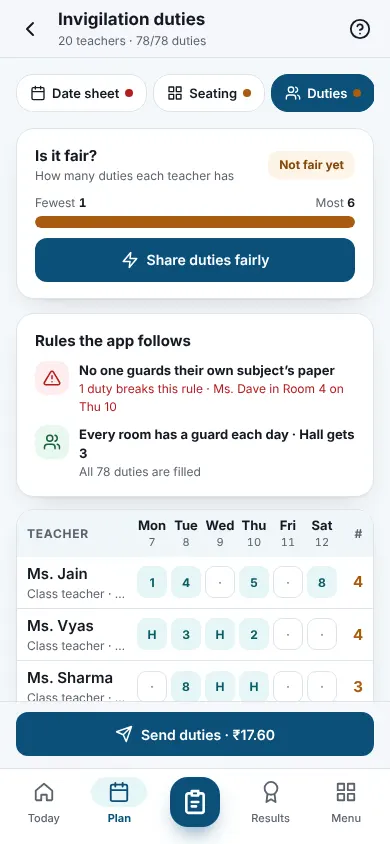 Invigilation duties
20 teachers · 78/78 duties
Date sheet
Seating
Duties
Is it fair?
How many duties each teacher has
Not fair yet
Fewest 1
Most 6
Share duties fairly
Rules the app follows
No one guards their own subject’s paper
1 duty breaks this rule · Ms. Dave in Room 4 on
Thu 10
Every room has a guard each day · Hall gets
3
All 78 duties are filled
TEACHER Mon Tue Wed Thu Fri Sat #
7 8 9 10 11 12
Ms. Jain
Class teacher · ...
1 4 · 5 · 8 4
Ms. Vyas
Class teacher · ...
H 3 H 2 · · 4
Ms. Sharma
Class teacher · ...
· 8 H H · · 3
Send duties · ₹17.60
Today
Plan
Results
Menu